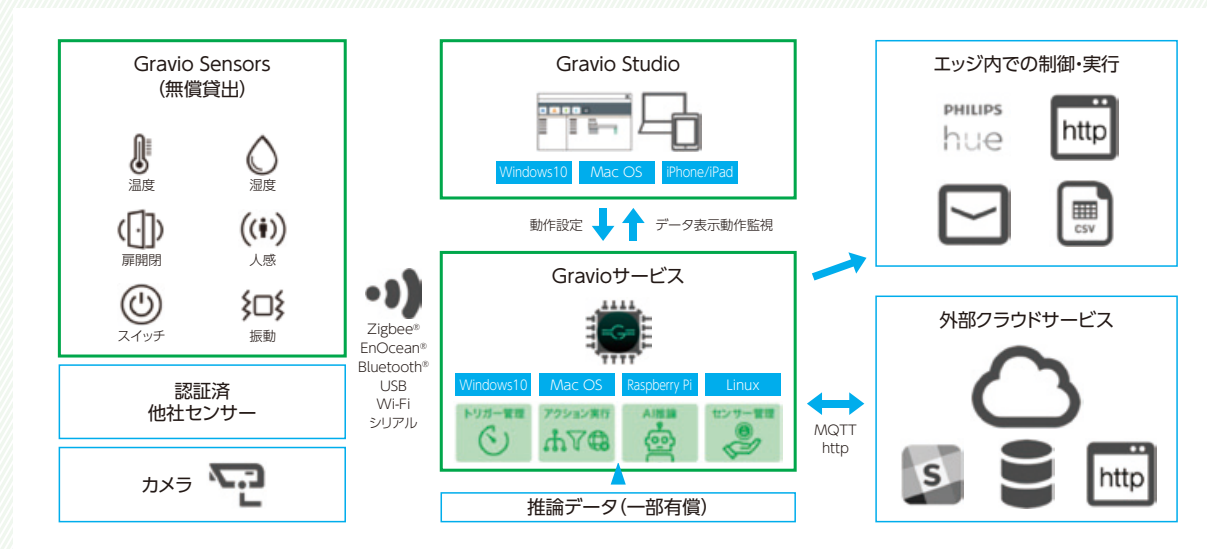 Gravio Sensors
(無償貸出)
温度
湿度
扉開閉
人感
スイッチ
振動
認証済
他社センサー
カメラ
Zigbee®
EnOcean®
Bluetooth®
USB
Wi-Fi
シリアル
Gravio Studio
Windows10
Mac OS
iPhone/iPad
動作設定
データ表示動作監視
Gravioサービス
G
Windows10
Mac OS
Raspberry Pi
Linux
トリガー管理
アクション実行
AI推論
センサー管理
推論データ(一部有償)
MQTT
http
エッジ内での制御・実行
PHILIPS
hue
http
CSV
外部クラウドサービス
S
http